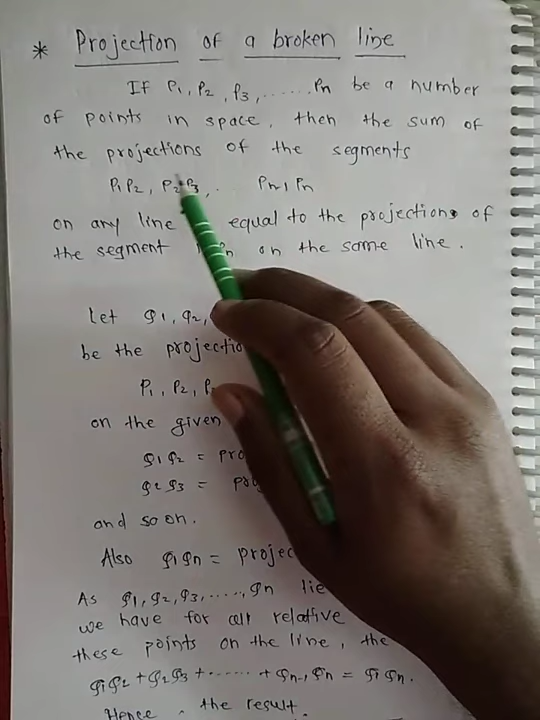 * Projection of a broken line
If P1, P2, P3, ...... Pn be a number
of points in space, then the sum of
the projections of the segments
P1P2, P2P3, .. Pn-1 Pn
on any line equal to the projections of
the segment on the same line.
Let Q1, Q2,
be the
P1, P2,
on the given
Q1Q2 =
Q2Q3 =
and so on.
Also Q1Qn =
As Q1, Q2, Q3, ....., Qn lie
we have for all relative
these points on the line, the
Q1Q2 + Q2Q3 + ...... + Qn-1 Qn = Q1 Qn.
Hence the result.